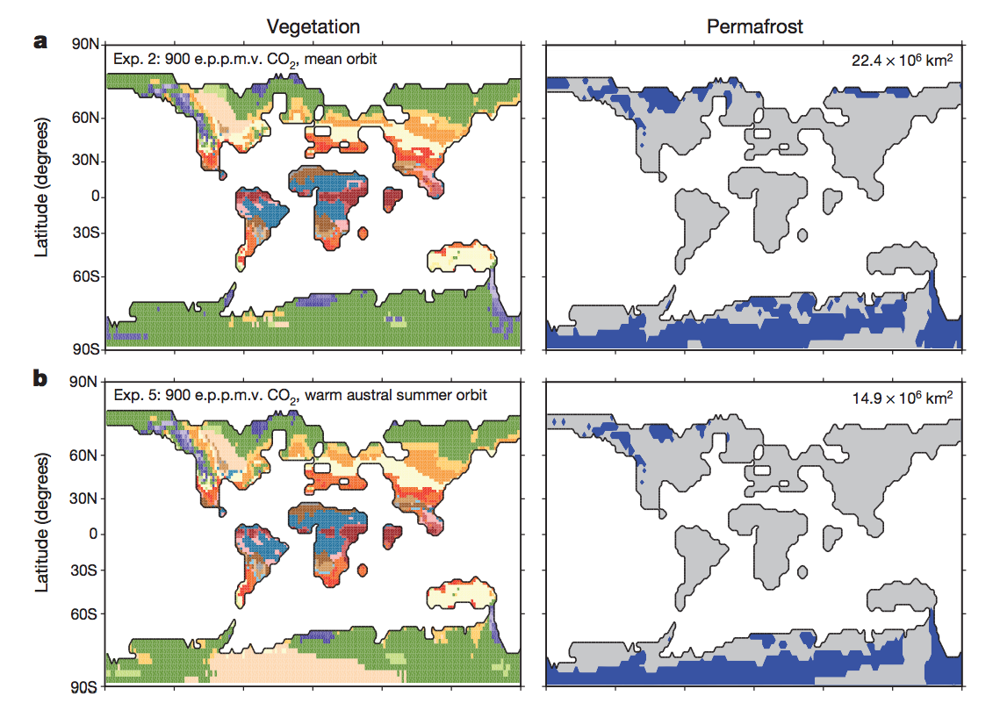 Vegetation
Permafrost
a
90N
60N
30N
0
30S
60S
90S
Latitude (degrees)
Exp. 2: 900 e.p.p.m.v. CO2, mean orbit
22.4 × 10⁶ km²
b
90N
60N
30N
0
30S
60S
90S
Latitude (degrees)
Exp. 5: 900 e.p.p.m.v. CO2, warm austral summer orbit
14.9 × 10⁶ km²